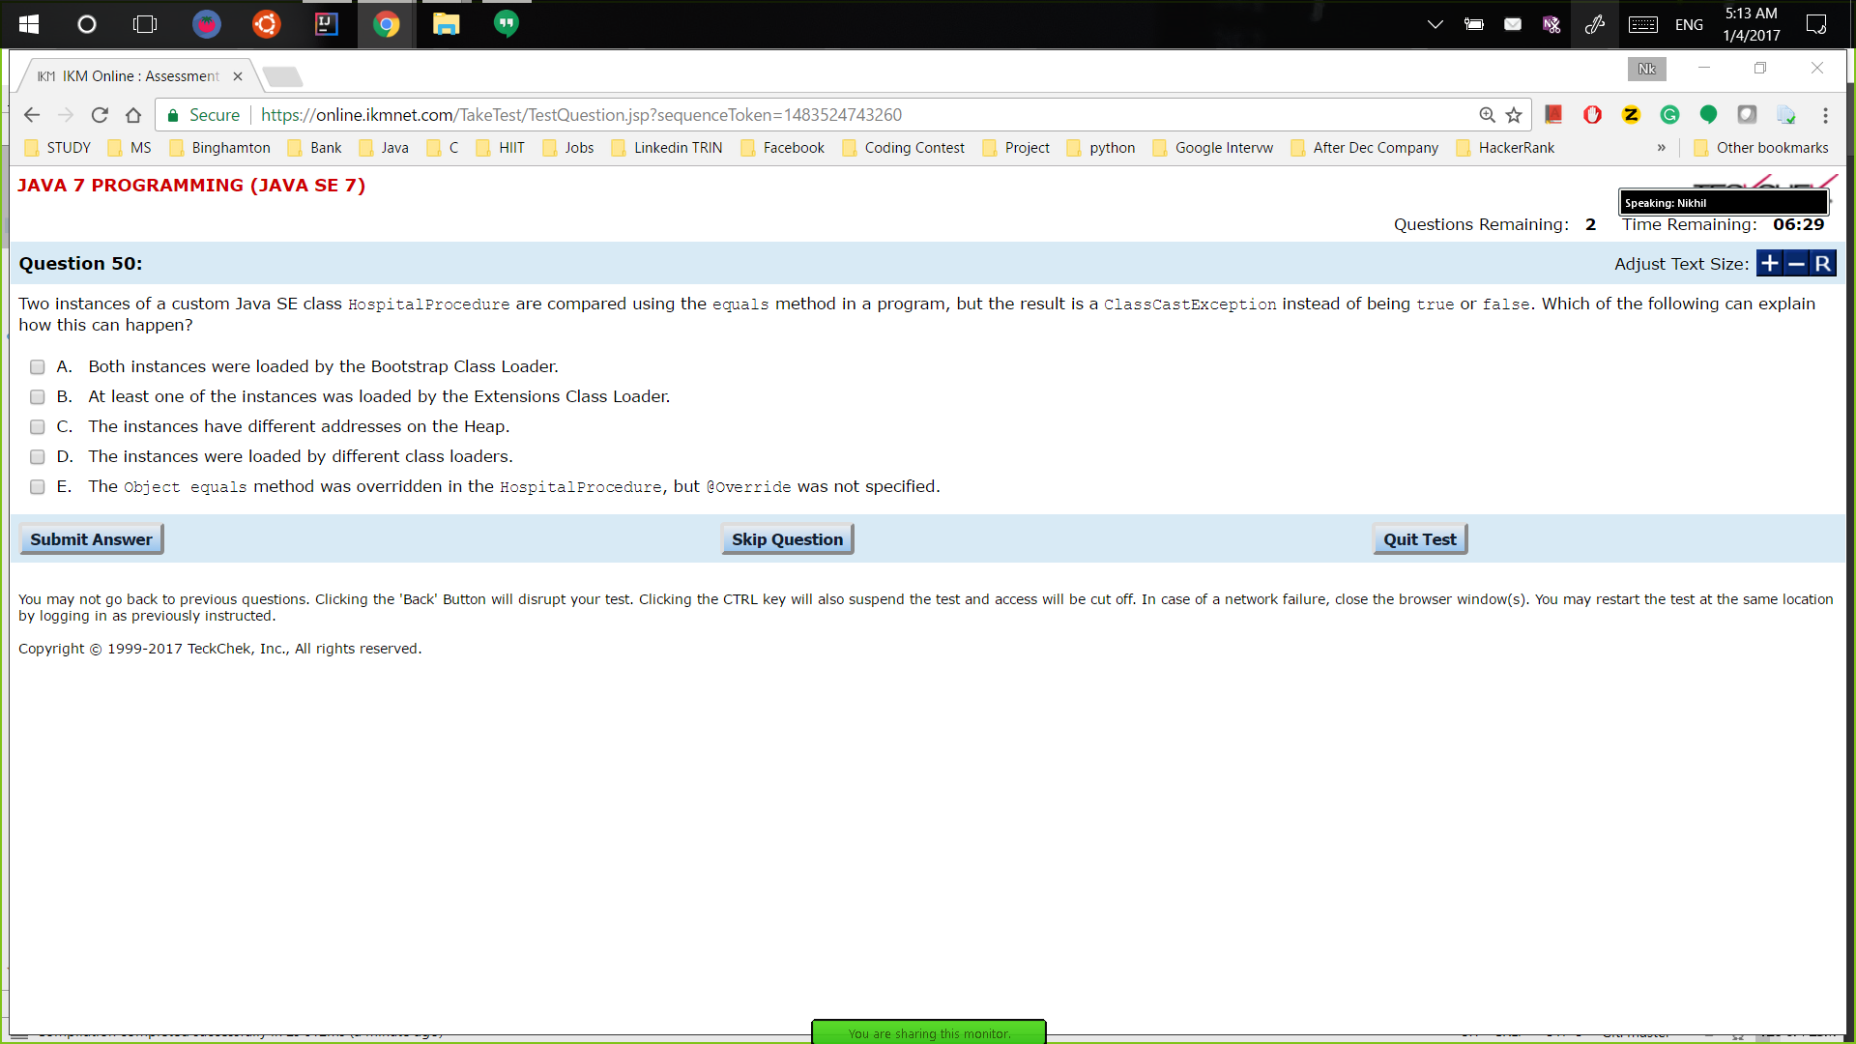 ENG
5:13 AM
1/4/2017
IKM IKM Online : Assessment
Nk
Secure https://online.ikmnet.com/TakeTest/TestQuestion.jsp?sequenceToken=1483524743260
STUDY MS Binghamton Bank Java C HIIT Jobs Linkedin TRIN Facebook Coding Contest Project python Google Intervw After Dec Company HackerRank » Other bookmarks
JAVA 7 PROGRAMMING (JAVA SE 7)
Speaking: Nikhil
Questions Remaining: 2 Time Remaining: 06:29
Question 50: Adjust Text Size: + − R
Two instances of a custom Java SE class HospitalProcedure are compared using the equals method in a program, but the result is a ClassCastException instead of being true or false. Which of the following can explain
how this can happen?
A. Both instances were loaded by the Bootstrap Class Loader.
B. At least one of the instances was loaded by the Extensions Class Loader.
C. The instances have different addresses on the Heap.
D. The instances were loaded by different class loaders.
E. The Object equals method was overridden in the HospitalProcedure, but @Override was not specified.
Submit Answer Skip Question Quit Test
You may not go back to previous questions. Clicking the 'Back' Button will disrupt your test. Clicking the CTRL key will also suspend the test and access will be cut off. In case of a network failure, close the browser window(s). You may restart the test at the same location
by logging in as previously instructed.
Copyright © 1999-2017 TeckChek, Inc., All rights reserved.
You are sharing this monitor.